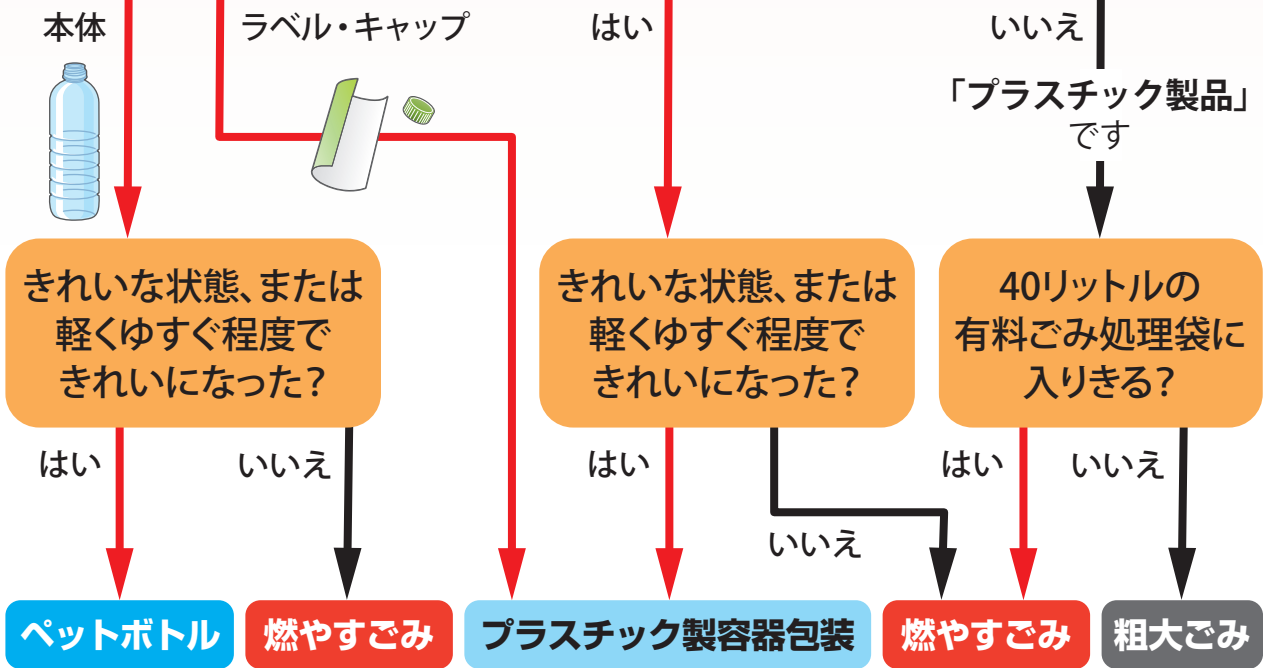 本体
ラベル・キャップ
はい
いいえ
「プラスチック製品」
です
きれいな状態、または
軽くゆすぐ程度で
きれいになった？
きれいな状態、または
軽くゆすぐ程度で
きれいになった？
40リットルの
有料ごみ処理袋に
入りきる？
はい
いいえ
はい
いいえ
はい
いいえ
ペットボトル
燃やすごみ
プラスチック製容器包装
燃やすごみ
粗大ごみ